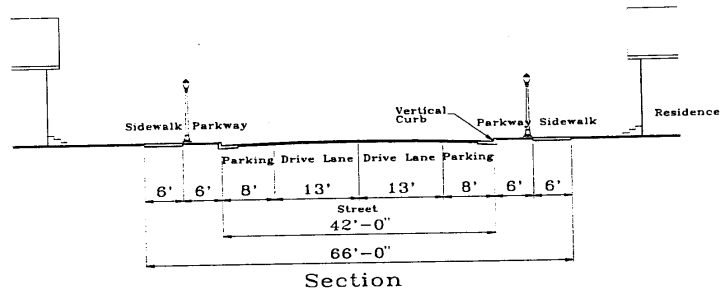 Vertical
Curb
Sidewalk Parkway
Parkway Sidewalk
Residence
Parking Drive Lane Drive Lane Parking
6' 6' 8' 13' 13' 8' 6' 6'
Street
42'-0"
66'-0"
Section